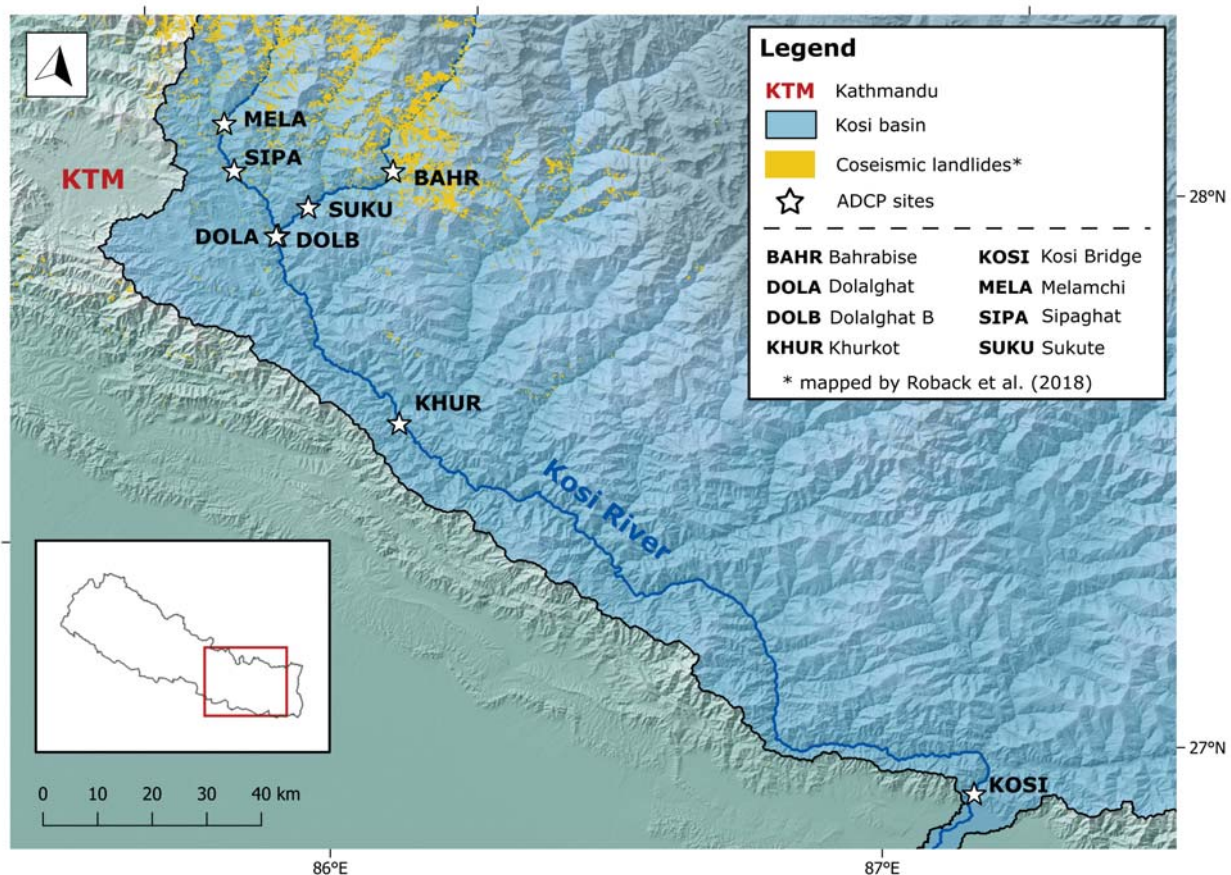 Legend
KTM Kathmandu
Kosi basin
Coseismic landlides*
ADCP sites
BAHR Bahrabise
DOLA Dolalghat
DOLB Dolalghat B
KHUR Khurkot
KOSI Kosi Bridge
MELA Melamchi
SIPA Sipaghat
SUKU Sukute
* mapped by Roback et al. (2018)
MELA
SIPA
KTM
BAHR
SUKU
DOLA
DOLB
28°N
KHUR
Kosi River
27°N
KOSI
0 10 20 30 40 km
86°E
87°E